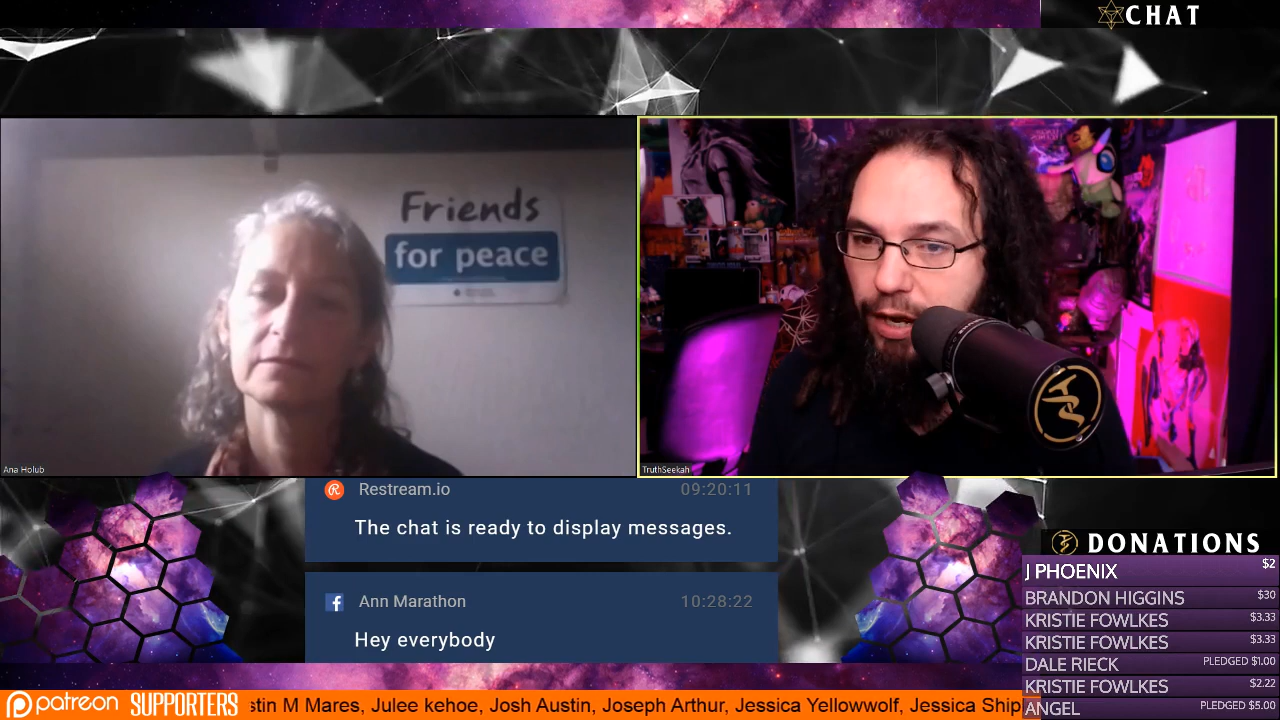 CHAT
Friends
for peace
Ana Holub
TruthSeekah
Restream.io 09:20:11
The chat is ready to display messages.
Ann Marathon 10:28:22
Hey everybody
DONATIONS
J PHOENIX $2
BRANDON HIGGINS $30
KRISTIE FOWLKES $3.33
KRISTIE FOWLKES $3.33
DALE RIECK PLEDGED $1.00
KRISTIE FOWLKES $2.22
ANGEL PLEDGED $5.00
patreon SUPPORTERS stin M Mares, Julee kehoe, Josh Austin, Joseph Arthur, Jessica Yellowwolf, Jessica Ship